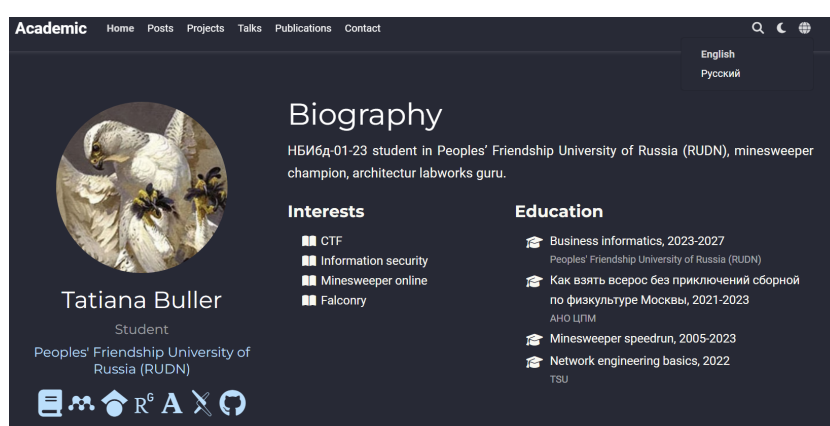 Academic Home Posts Projects Talks Publications Contact
English
Русский
Biography
НБИбд-01-23 student in Peoples’ Friendship University of Russia (RUDN), minesweeper
champion, architectur labworks guru.
Interests
CTF
Information security
Minesweeper online
Falconry
Education
Business informatics, 2023-2027
Peoples' Friendship University of Russia (RUDN)
Как взять всерос без приключений сборной
по физкультуре Москвы, 2021-2023
АНО ЦПМ
Minesweeper speedrun, 2005-2023
Network engineering basics, 2022
TSU
Tatiana Buller
Student
Peoples' Friendship University of
Russia (RUDN)